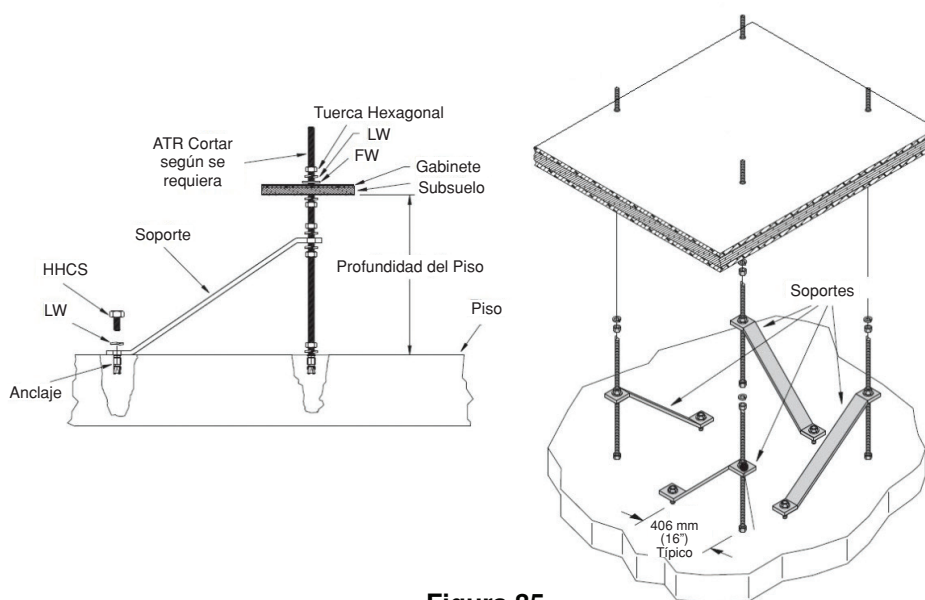 Tuerca Hexagonal
LW
FW
ATR Cortar
según se
requiera
Gabinete
Subsuelo
Soporte
HHCS
LW
Anclaje
Profundidad del Piso
Piso
Soportes
406 mm
(16”)
Típico
Figura 85